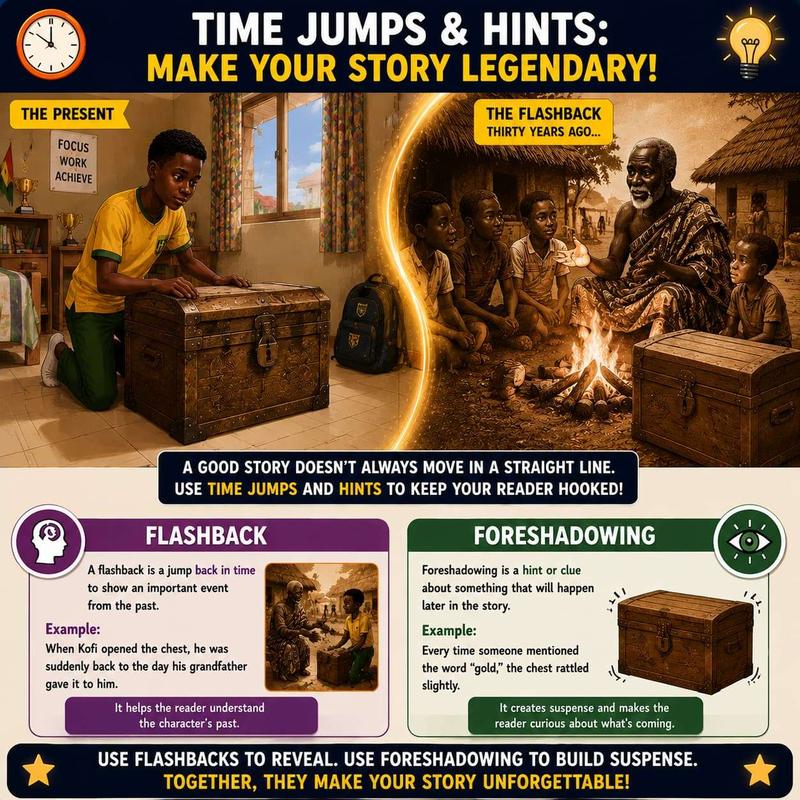 TIME JUMPS & HINTS:
MAKE YOUR STORY LEGENDARY!
THE PRESENT
FOCUS
WORK
ACHIEVE
THE FLASHBACK
THIRTY YEARS AGO...
A GOOD STORY DOESN'T ALWAYS MOVE IN A STRAIGHT LINE.
USE TIME JUMPS AND HINTS TO KEEP YOUR READER HOOKED!
FLASHBACK
A flashback is a jump back in time
to show an important event
from the past.
Example:
When Kofi opened the chest, he was
suddenly back to the day his grandfather
gave it to him.
It helps the reader understand
the character's past.
FORESHADOWING
Foreshadowing is a hint or clue
about something that will happen
later in the story.
Example:
Every time someone mentioned
the word "gold," the chest rattled
slightly.
It creates suspense and makes the
reader curious about what's coming.
USE FLASHBACKS TO REVEAL. USE FORESHADOWING TO BUILD SUSPENSE.
TOGETHER, THEY MAKE YOUR STORY UNFORGETTABLE!